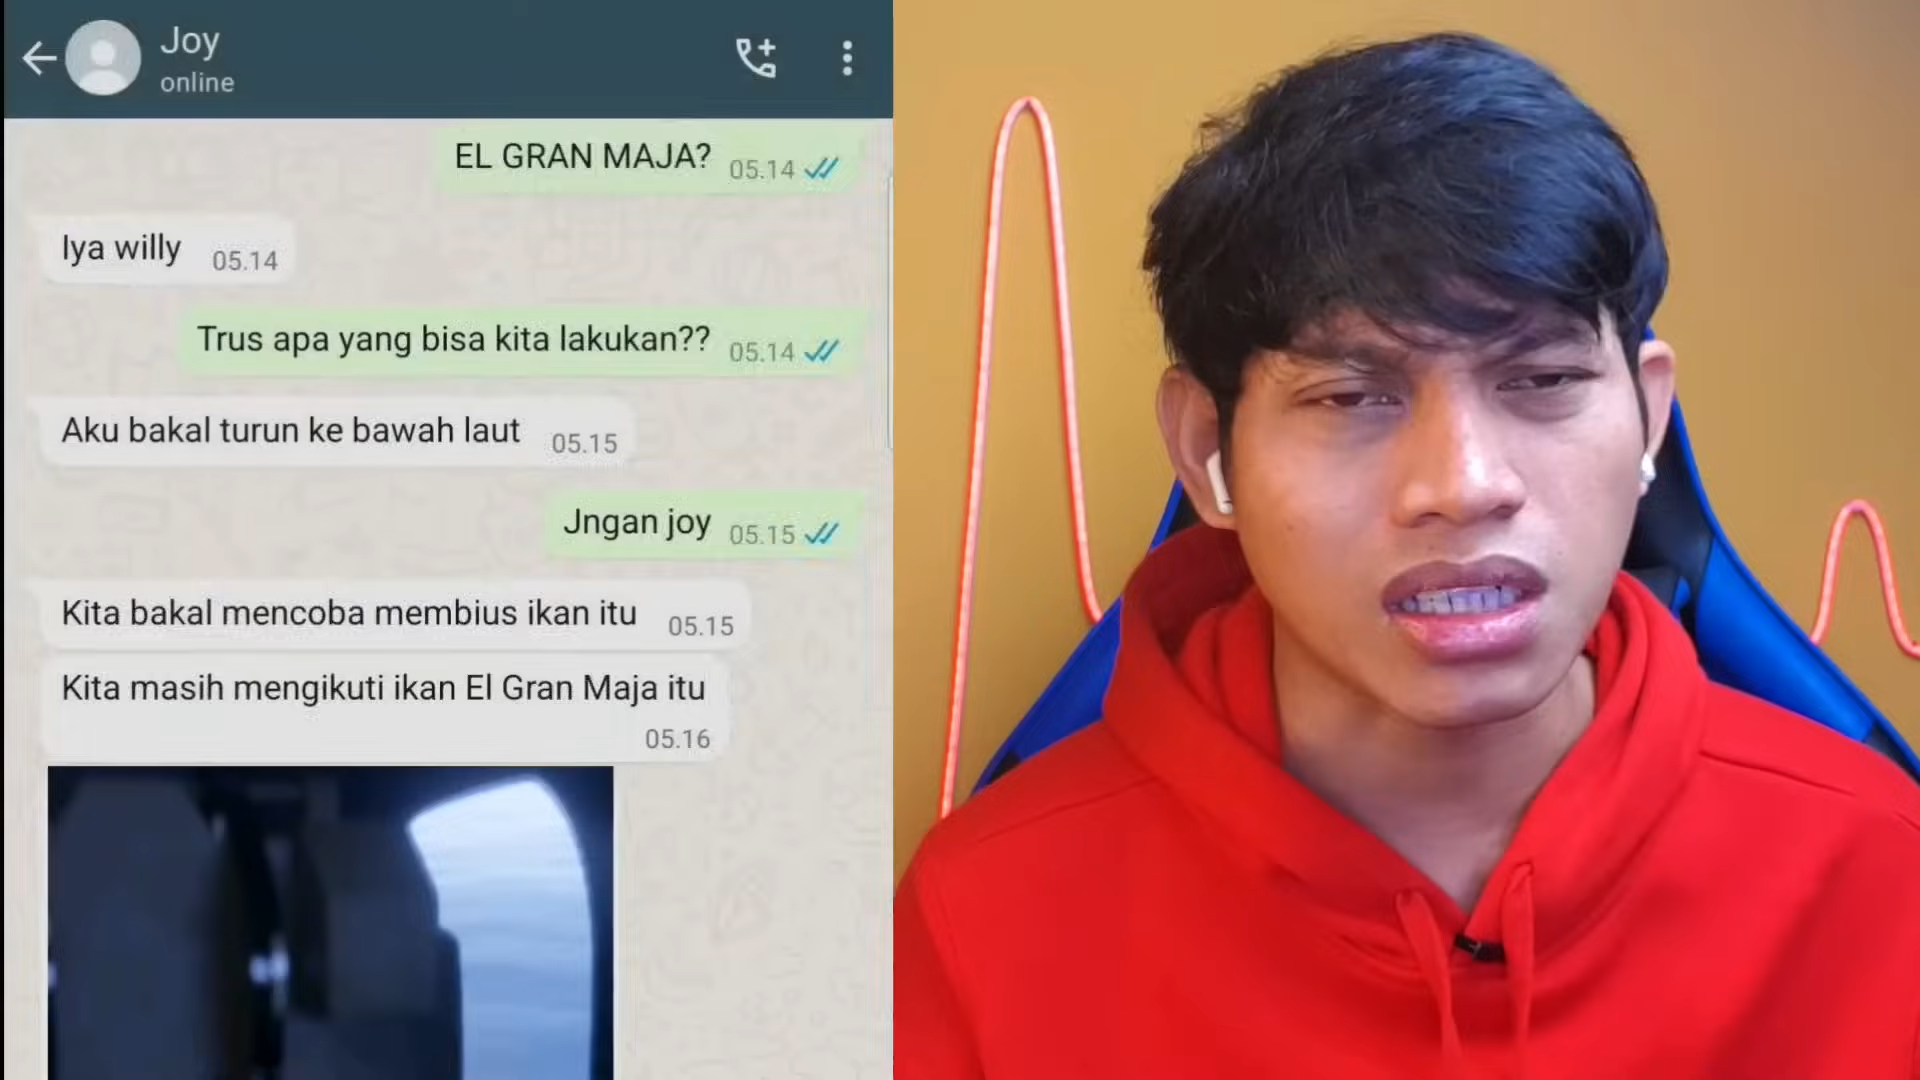 Joy
online
EL GRAN MAJA? 05.14
Iya willy 05.14
Trus apa yang bisa kita lakukan?? 05.14
Aku bakal turun ke bawah laut 05.15
Jngan joy 05.15
Kita bakal mencoba membius ikan itu 05.15
Kita masih mengikuti ikan El Gran Maja itu
05.16